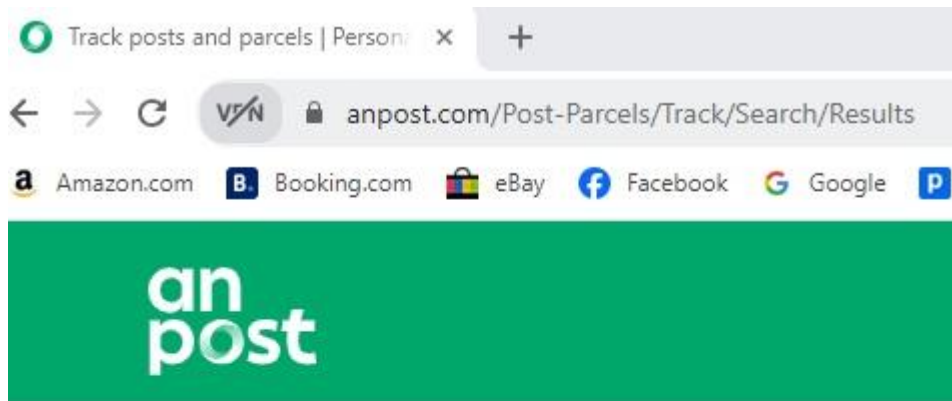 Track posts and parcels | Person
VPN anpost.com/Post-Parcels/Track/Search/Results
a Amazon.com B. Booking.com eBay Facebook G Google P
an
post